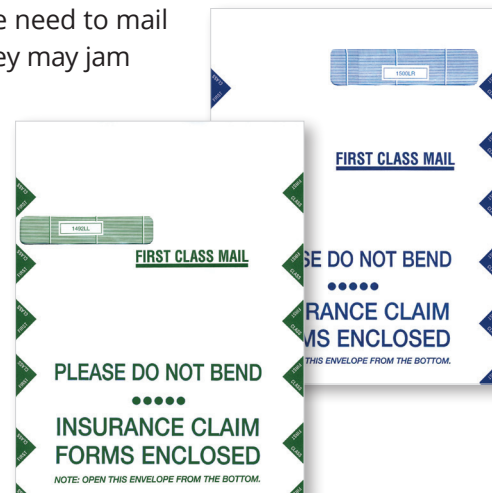 e need to mail
ey may jam
1500LR
FIRST CLASS MAIL
SE DO NOT BEND
RANCE CLAIM
MS ENCLOSED
THIS ENVELOPE FROM THE BOTTOM.
FIRST CLASS MAIL
PLEASE DO NOT BEND
INSURANCE CLAIM
FORMS ENCLOSED
NOTE: OPEN THIS ENVELOPE FROM THE BOTTOM.